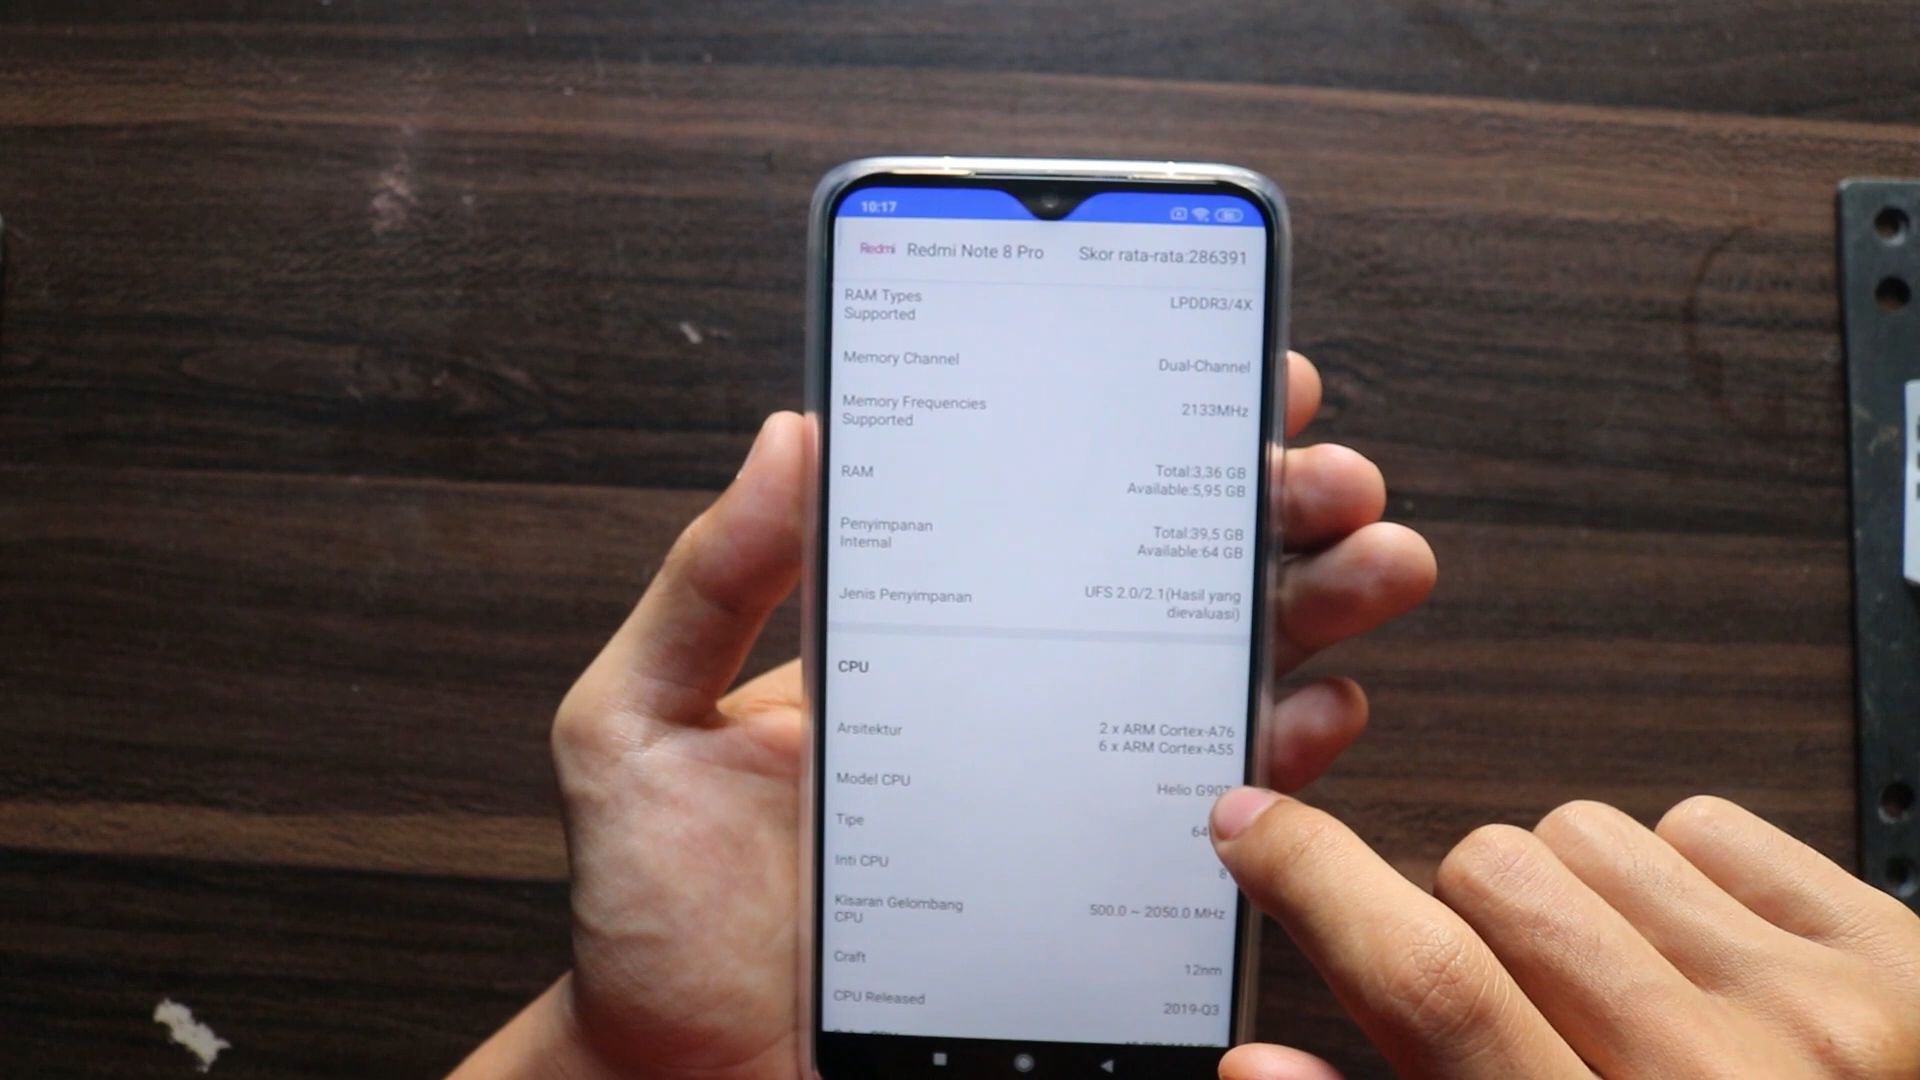 10:17
Redmi Redmi Note 8 Pro Skor rata-rata:286391
RAM Types LPDDR3/4X
Supported
Memory Channel Dual-Channel
Memory Frequencies 2133MHz
Supported
RAM Total:3,36 GB
Available:5,95 GB
Penyimpanan Total:39,5 GB
Internal Available:64 GB
Jenis Penyimpanan UFS 2.0/2.1(Hasil yang
dievaluasi)
CPU
Arsitektur 2 x ARM Cortex-A76
6 x ARM Cortex-A55
Model CPU Helio G90T
Tipe 64
Inti CPU 8
Kisaran Gelombang 500.0 ~ 2050.0 MHz
CPU
Craft 12nm
CPU Released 2019-Q3